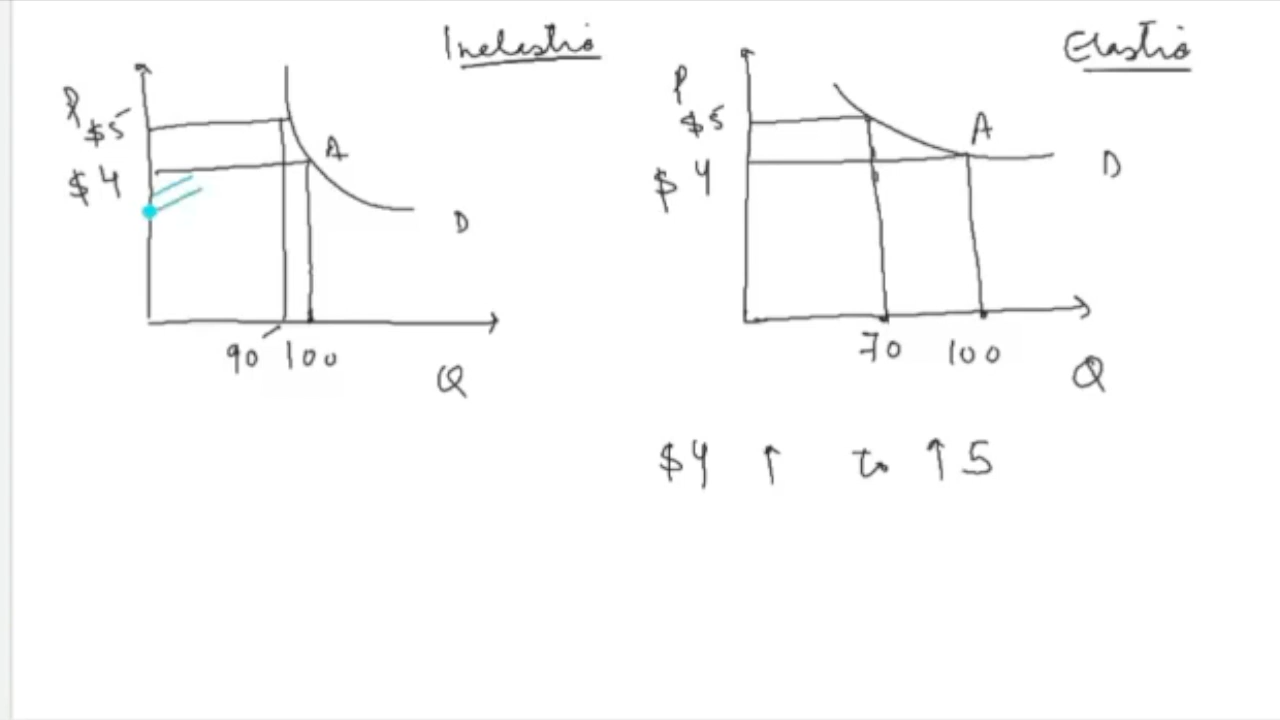 Inelastic
P
$5
$4
A
D
90 100
Q
Elastic
P
$5
$4
A
D
70 100
Q
$4 ↑ to ↑ 5